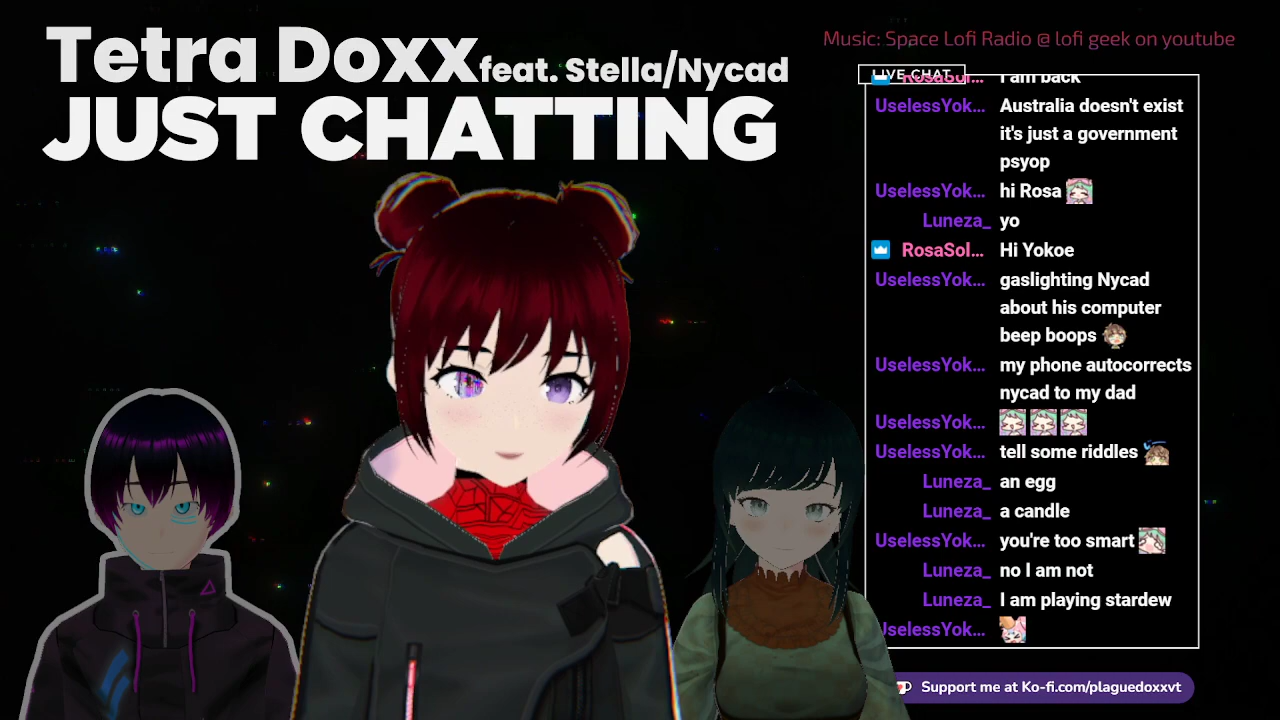 Tetra Doxx feat. Stella/Nycad
JUST CHATTING
Music: Space Lofi Radio @ lofi geek on youtube
LIVE CHAT
RosaSol... I am back
UselessYok... Australia doesn't exist
it's just a government
psyop
UselessYok... hi Rosa
Luneza_ yo
RosaSol... Hi Yokoe
UselessYok... gaslighting Nycad
about his computer
beep boops
UselessYok... my phone autocorrects
nycad to my dad
UselessYok...
UselessYok... tell some riddles
Luneza_ an egg
Luneza_ a candle
UselessYok... you're too smart
Luneza_ no I am not
Luneza_ I am playing stardew
UselessYok...
Support me at Ko-fi.com/plaguedoxxvt